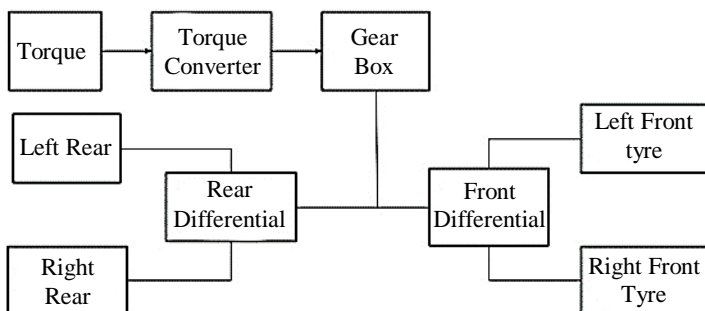 Torque
Torque
Converter
Gear
Box
Left Rear
Left Front
tyre
Rear
Differential
Front
Differential
Right
Rear
Right Front
Tyre